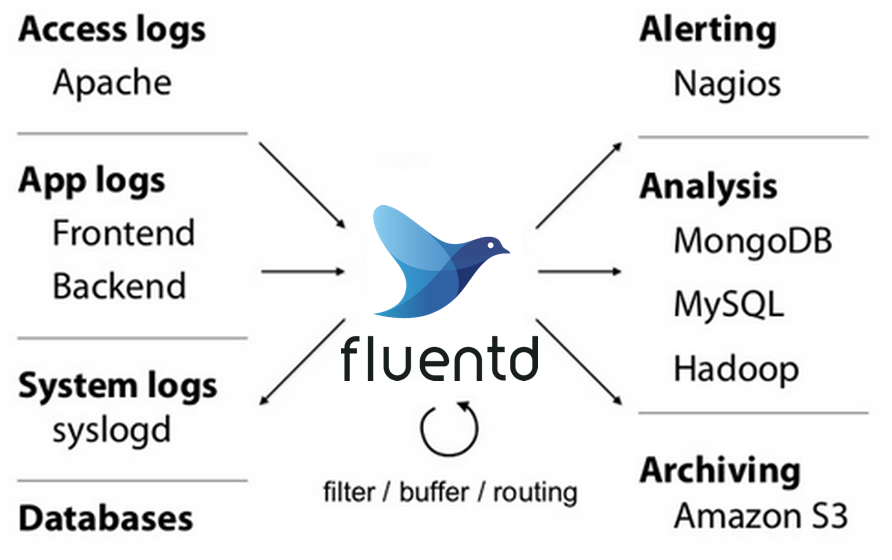 Access logs
Apache
App logs
Frontend
Backend
System logs
syslogd
Databases
fluentd
filter / buffer / routing
Alerting
Nagios
Analysis
MongoDB
MySQL
Hadoop
Archiving
Amazon S3